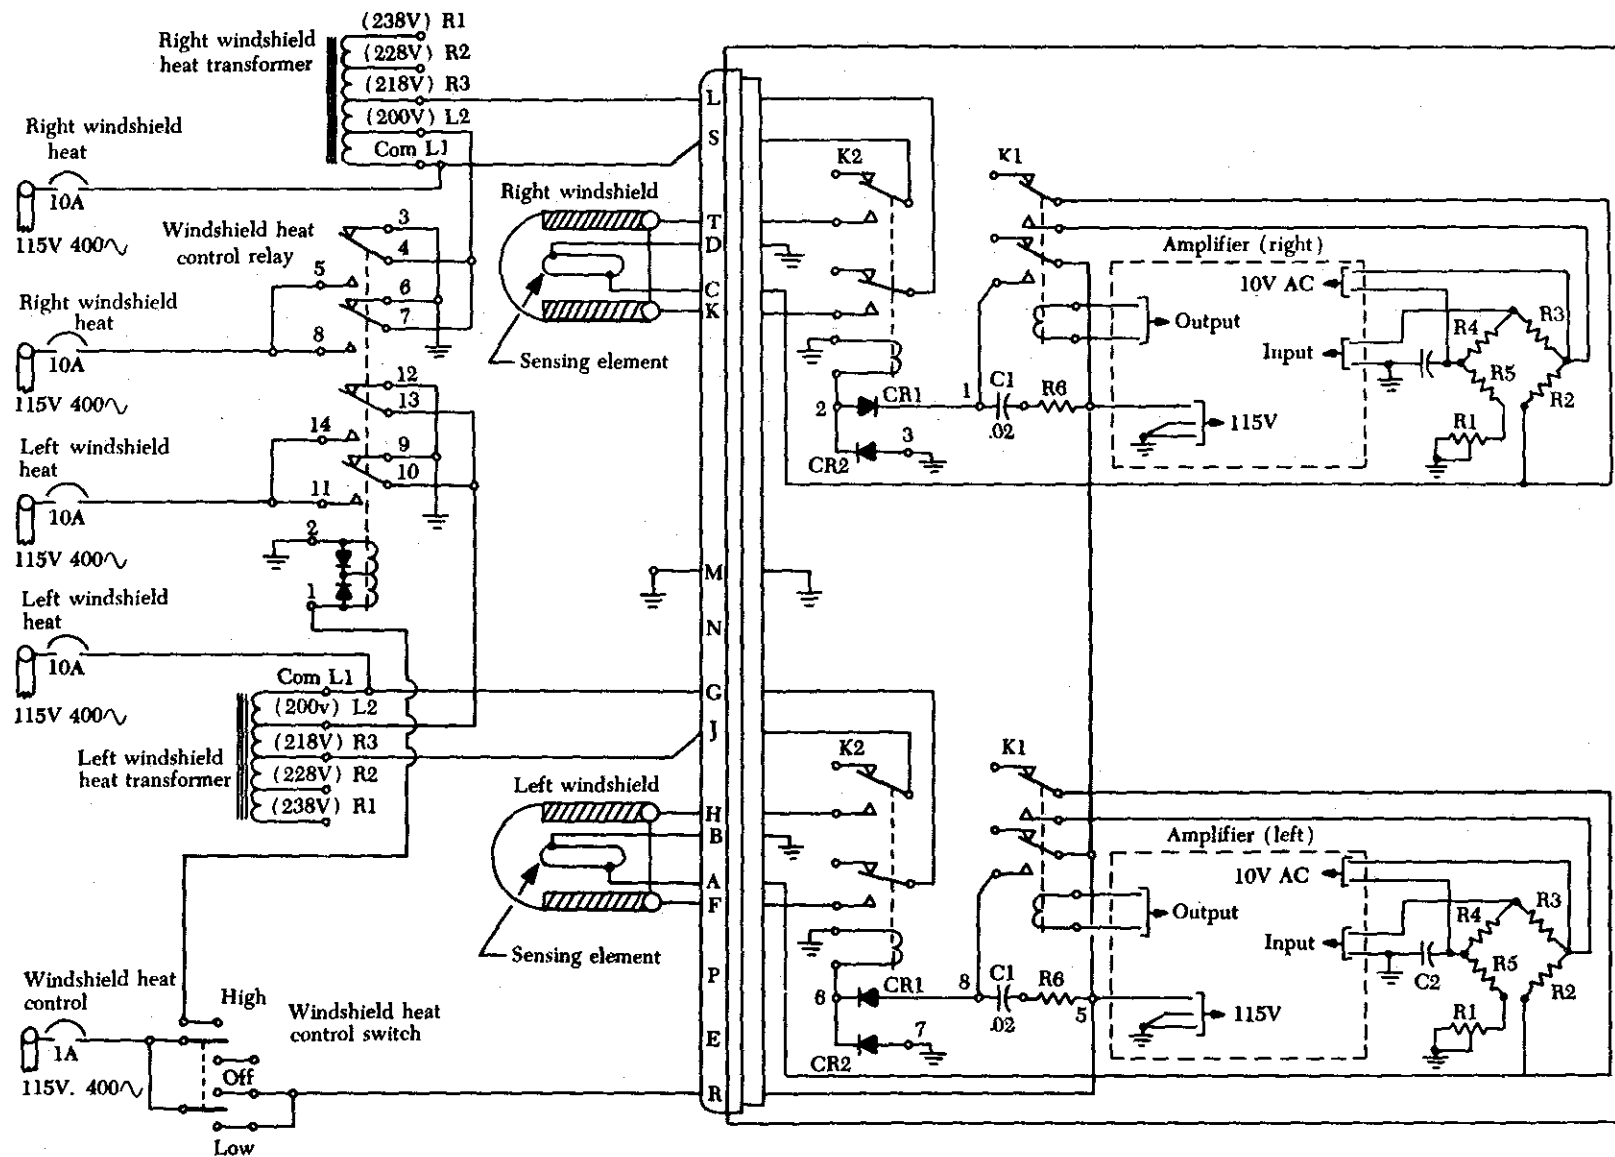 (238V) R1
Right windshield
heat transformer
(228V) R2
(218V) R3
(200V) L2
Com L1
Right windshield
heat
10A
115V 400∿
Windshield heat
control relay
3
4
5
6
7
8
Right windshield
heat
10A
115V 400∿
12
13
14
9
10
11
Left windshield
heat
10A
115V 400∿
2
1
Left windshield
heat
10A
115V 400∿
Com L1
(200v) L2
(218V) R3
(228V) R2
(238V) R1
Left windshield
heat transformer
Windshield heat
control
1A
115V. 400∿
High
Off
Low
Windshield heat
control switch
Right windshield
Sensing element
Left windshield
Sensing element
L
S
T
D
C
K
M
N
G
J
H
B
A
F
P
E
R
K2
K1
Amplifier (right)
10V AC
Output
Input
R4
R3
R5
R2
R1
2
CR1
1
C1
.02
R6
115V
CR2
3
K2
K1
Amplifier (left)
10V AC
Output
Input
C2
R4
R3
R5
R2
R1
6
CR1
8
C1
.02
R6
5
115V
CR2
7